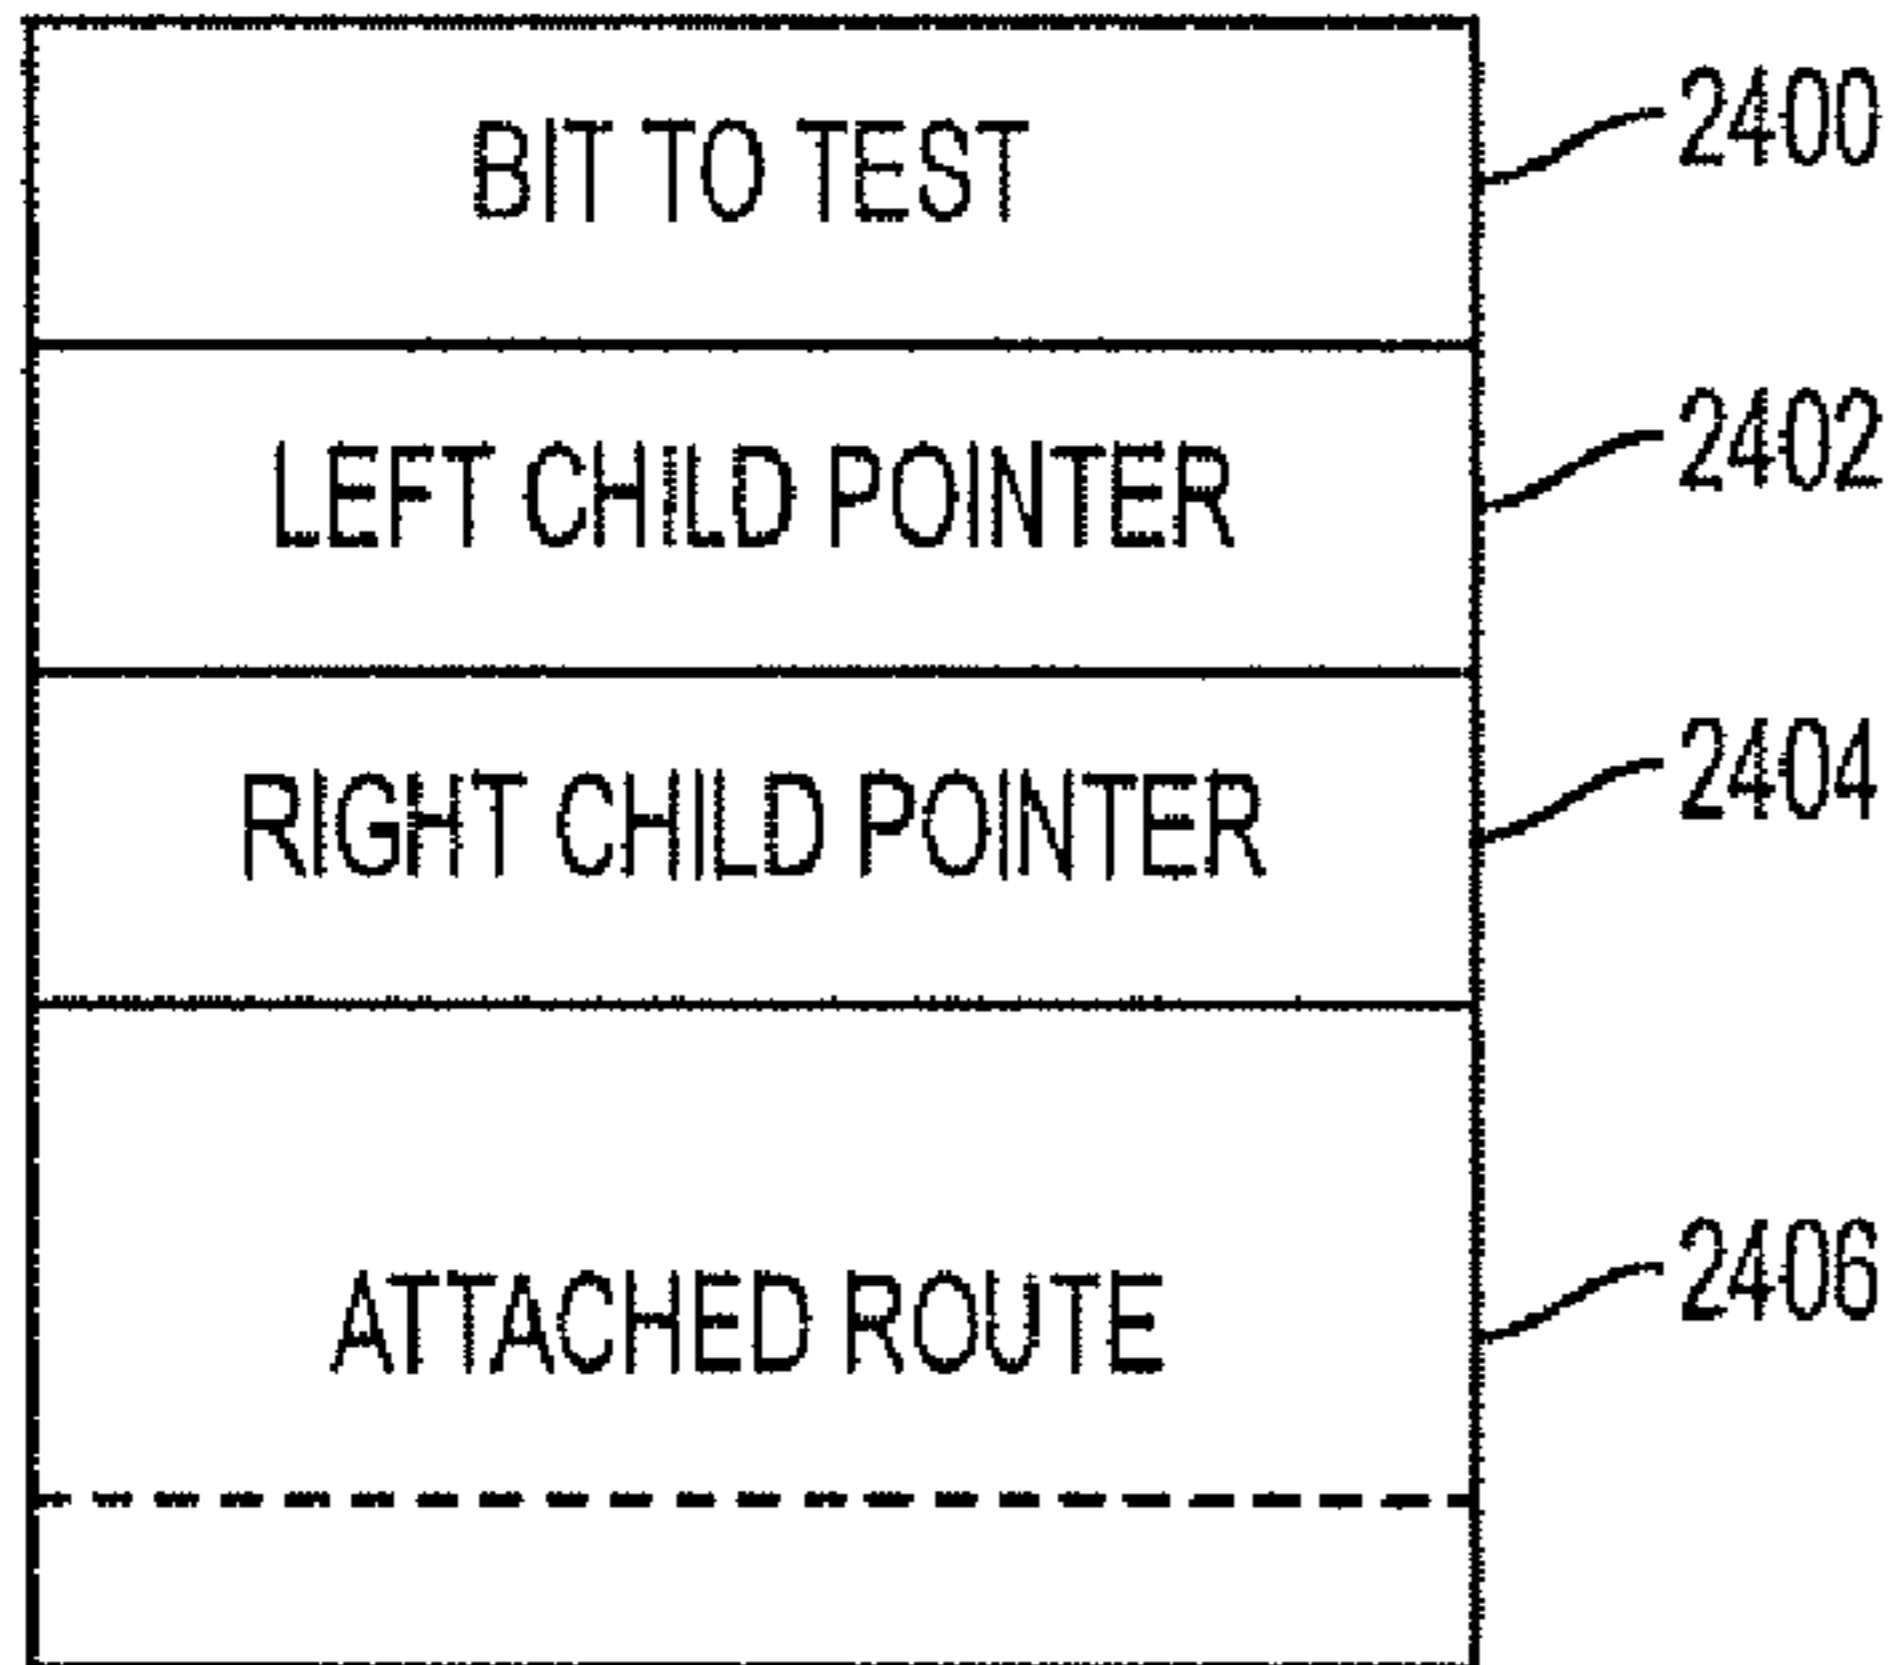 BIT TO TEST 2400
LEFT CHILD POINTER 2402
RIGHT CHILD POINTER 2404
ATTACHED ROUTE 2406